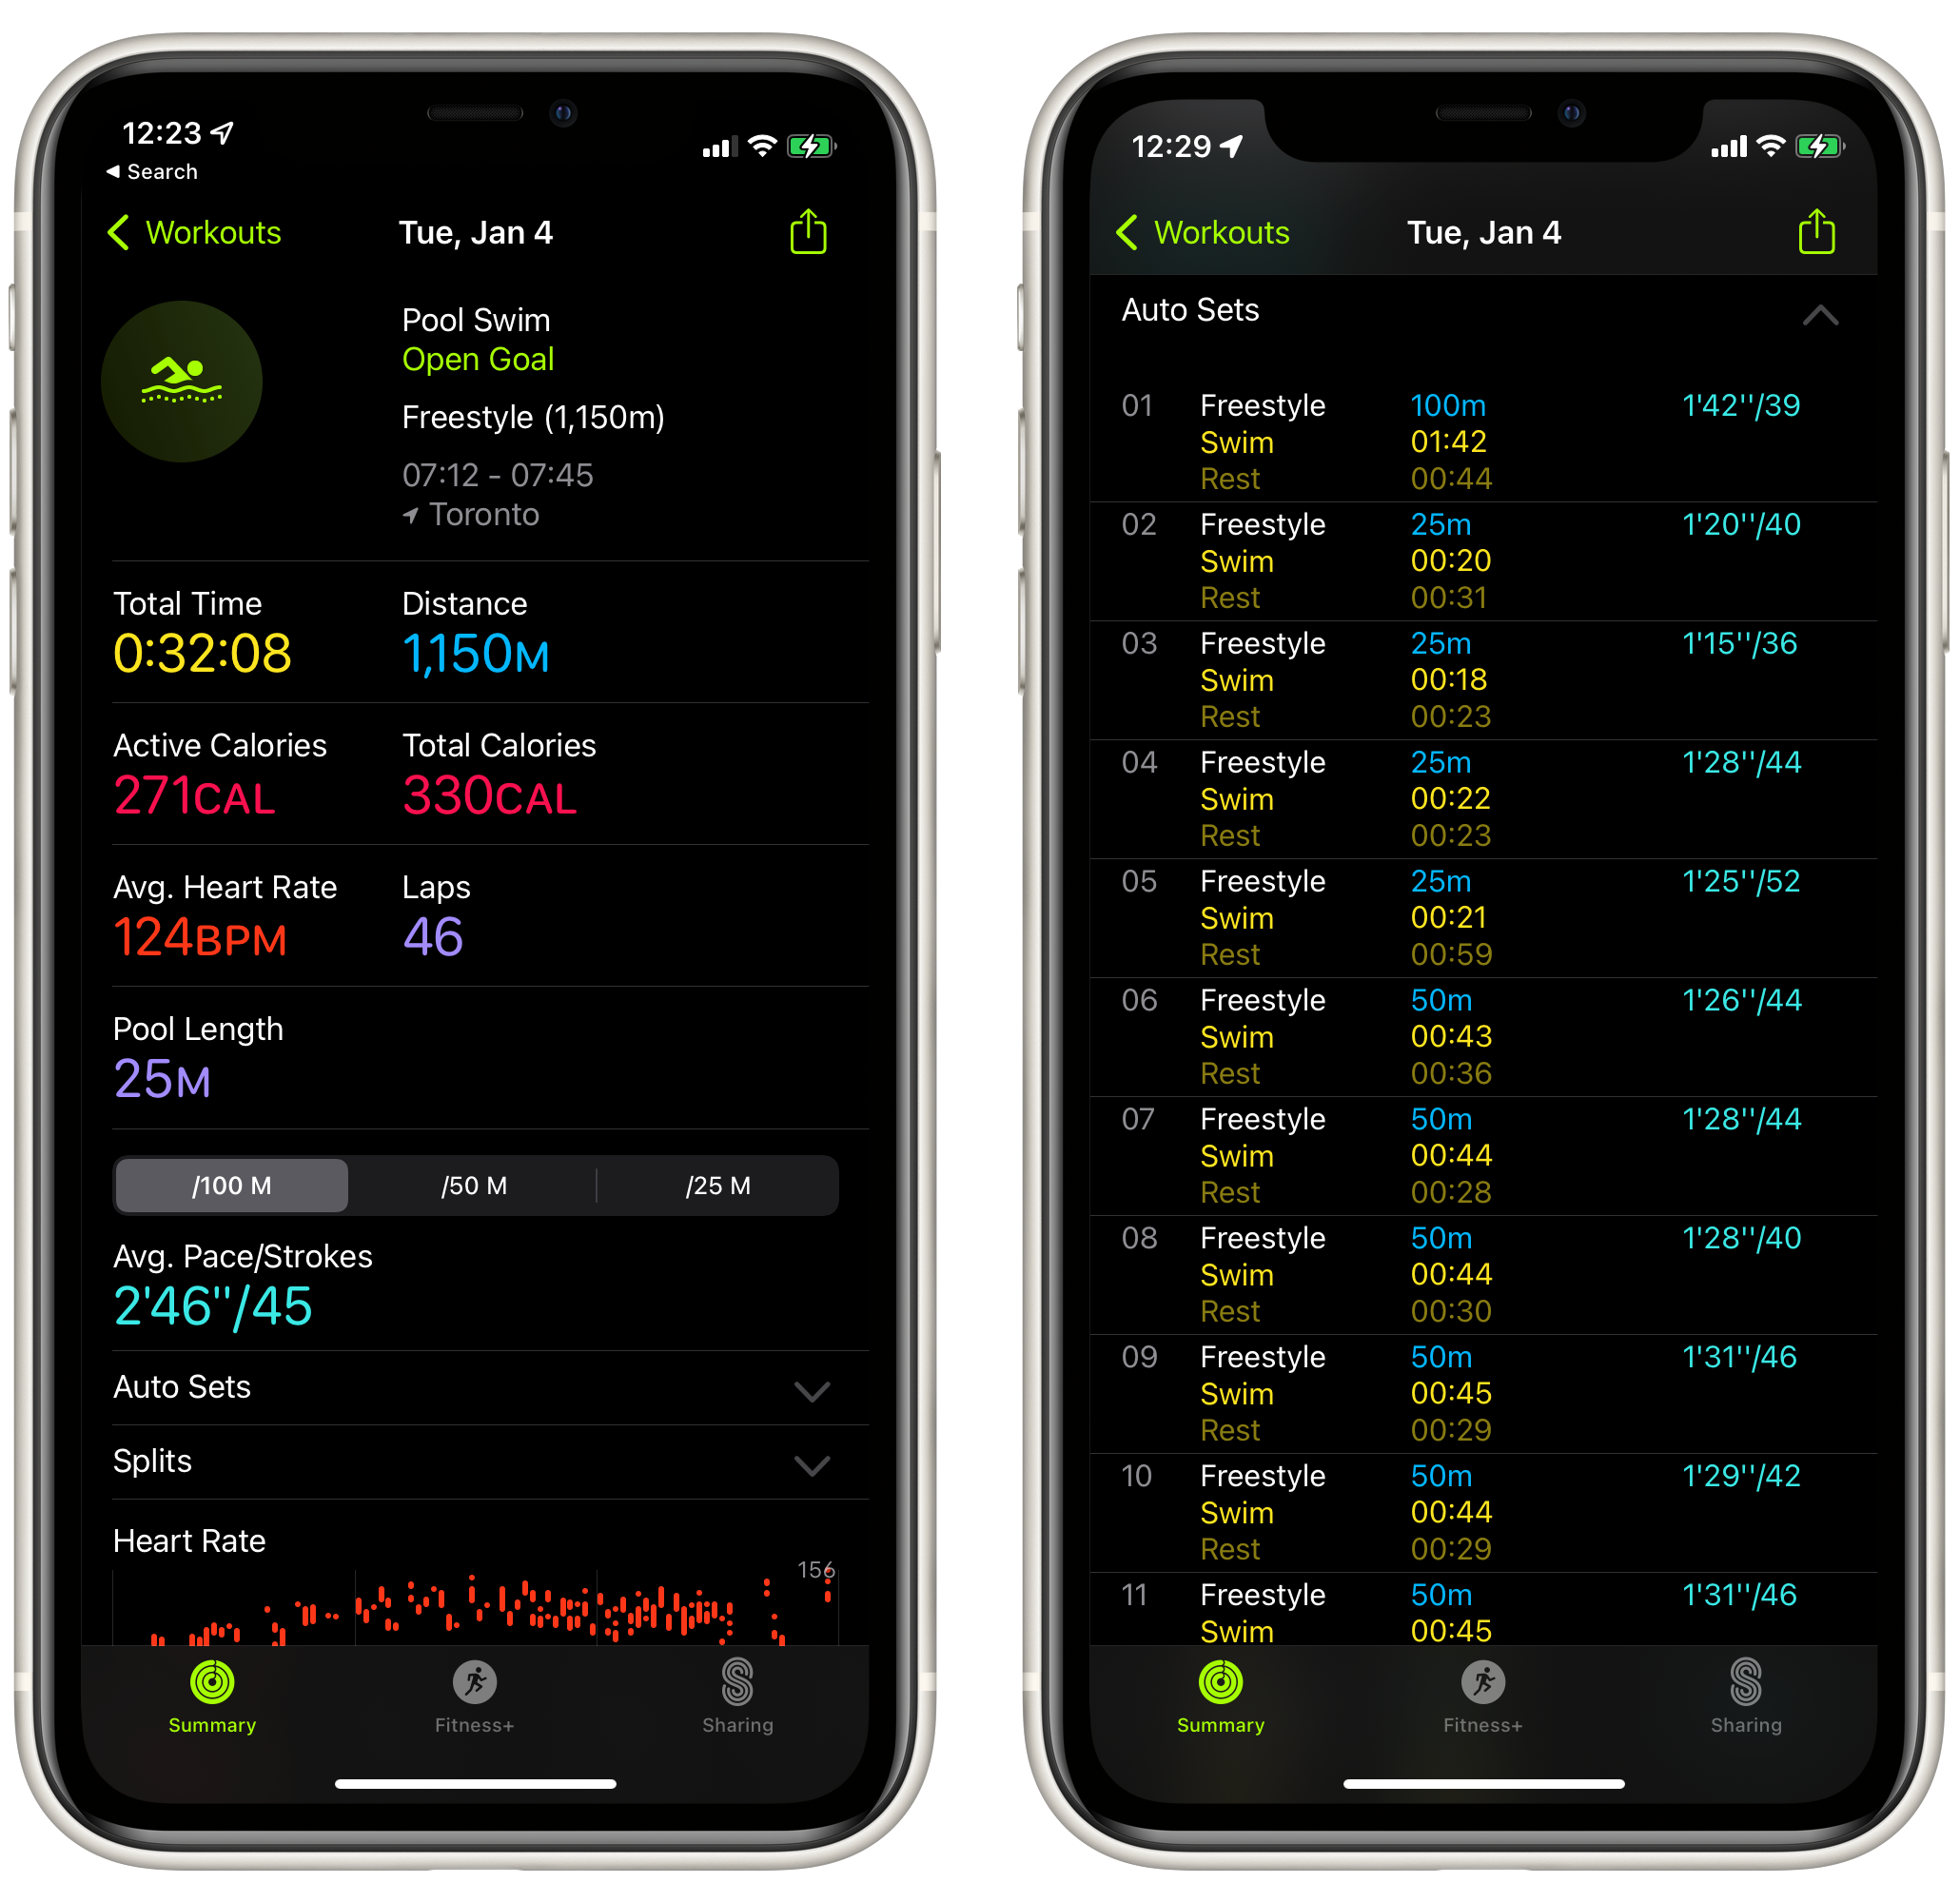 12:23
Search
Workouts
Tue, Jan 4
Pool Swim
Open Goal
Freestyle (1,150m)
07:12 - 07:45
Toronto
Total Time
Distance
0:32:08
1,150M
Active Calories
Total Calories
271CAL
330CAL
Avg. Heart Rate
Laps
124BPM
46
Pool Length
25M
/100 M
/50 M
/25 M
Avg. Pace/Strokes
2'46''/45
Auto Sets
Splits
Heart Rate
156
Summary
Fitness+
Sharing
12:29
Workouts
Tue, Jan 4
Auto Sets
01 Freestyle 100m 1'42''/39
Swim 01:42
Rest 00:44
02 Freestyle 25m 1'20''/40
Swim 00:20
Rest 00:31
03 Freestyle 25m 1'15''/36
Swim 00:18
Rest 00:23
04 Freestyle 25m 1'28''/44
Swim 00:22
Rest 00:23
05 Freestyle 25m 1'25''/52
Swim 00:21
Rest 00:59
06 Freestyle 50m 1'26''/44
Swim 00:43
Rest 00:36
07 Freestyle 50m 1'28''/44
Swim 00:44
Rest 00:28
08 Freestyle 50m 1'28''/40
Swim 00:44
Rest 00:30
09 Freestyle 50m 1'31''/46
Swim 00:45
Rest 00:29
10 Freestyle 50m 1'29''/42
Swim 00:44
Rest 00:29
11 Freestyle 50m 1'31''/46
Swim 00:45
Summary
Fitness+
Sharing